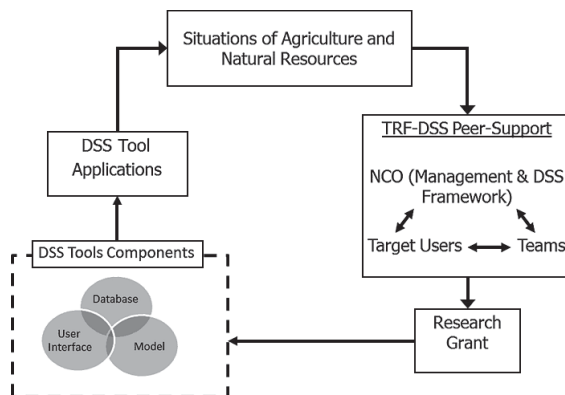 Situations of Agriculture and
Natural Resources
TRF-DSS Peer-Support
NCO (Management & DSS
Framework)
Target Users
Teams
Research
Grant
DSS Tool
Applications
DSS Tools Components
Database
User
Interface
Model